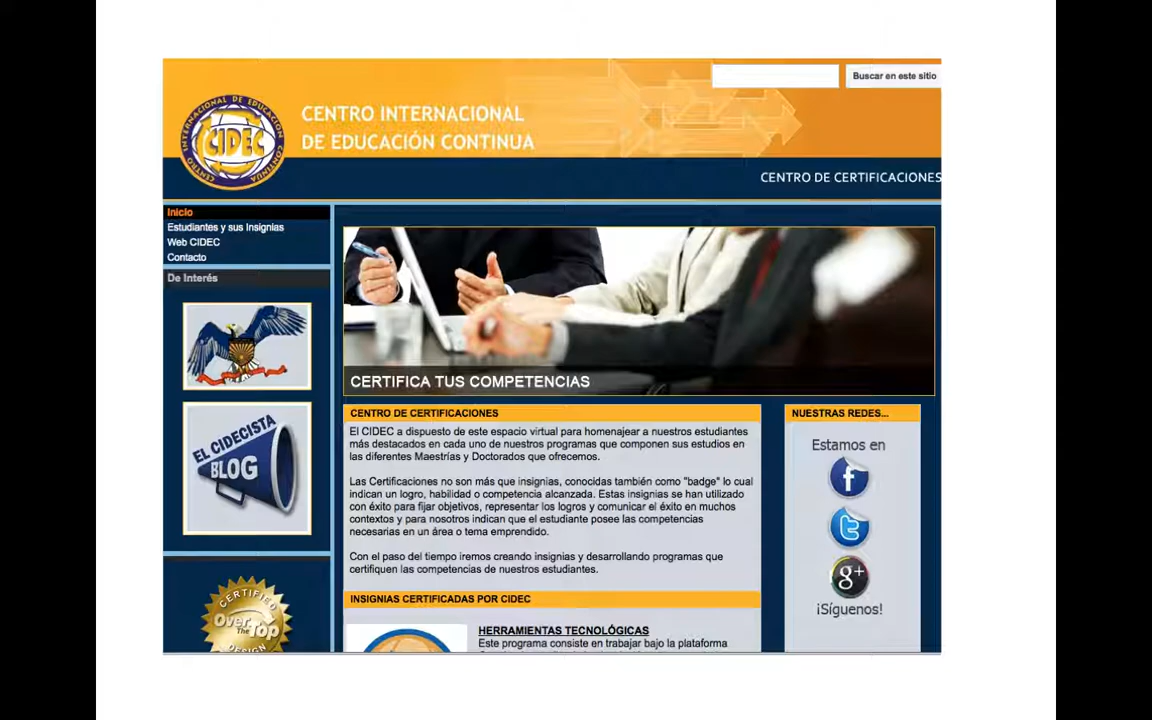 Buscar en este sitio
CENTRO INTERNACIONAL DE EDUCACIÓN CONTINUA
CIDEC
CENTRO INTERNACIONAL
DE EDUCACIÓN CONTINUA
CENTRO DE CERTIFICACIONES
Inicio
Estudiantes y sus Insignias
Web CIDEC
Contacto
De Interés
EL CIDECISTA
BLOG
CERTIFIED
Over The Top
DESIGN
CERTIFICA TUS COMPETENCIAS
CENTRO DE CERTIFICACIONES
El CIDEC a dispuesto de este espacio virtual para homenajear a nuestros estudiantes
más destacados en cada uno de nuestros programas que componen sus estudios en
las diferentes Maestrías y Doctorados que ofrecemos.
Las Certificaciones no son más que insignias, conocidas también como "badge" lo cual
indican un logro, habilidad o competencia alcanzada. Estas insignias se han utilizado
con éxito para fijar objetivos, representar los logros y comunicar el éxito en muchos
contextos y para nosotros indican que el estudiante posee las competencias
necesarias en un área o tema emprendido.
Con el paso del tiempo iremos creando insignias y desarrollando programas que
certifiquen las competencias de nuestros estudiantes.
INSIGNIAS CERTIFICADAS POR CIDEC
HERRAMIENTAS TECNOLÓGICAS
Este programa consiste en trabajar bajo la plataforma
NUESTRAS REDES...
Estamos en
f
t
g+
¡Síguenos!